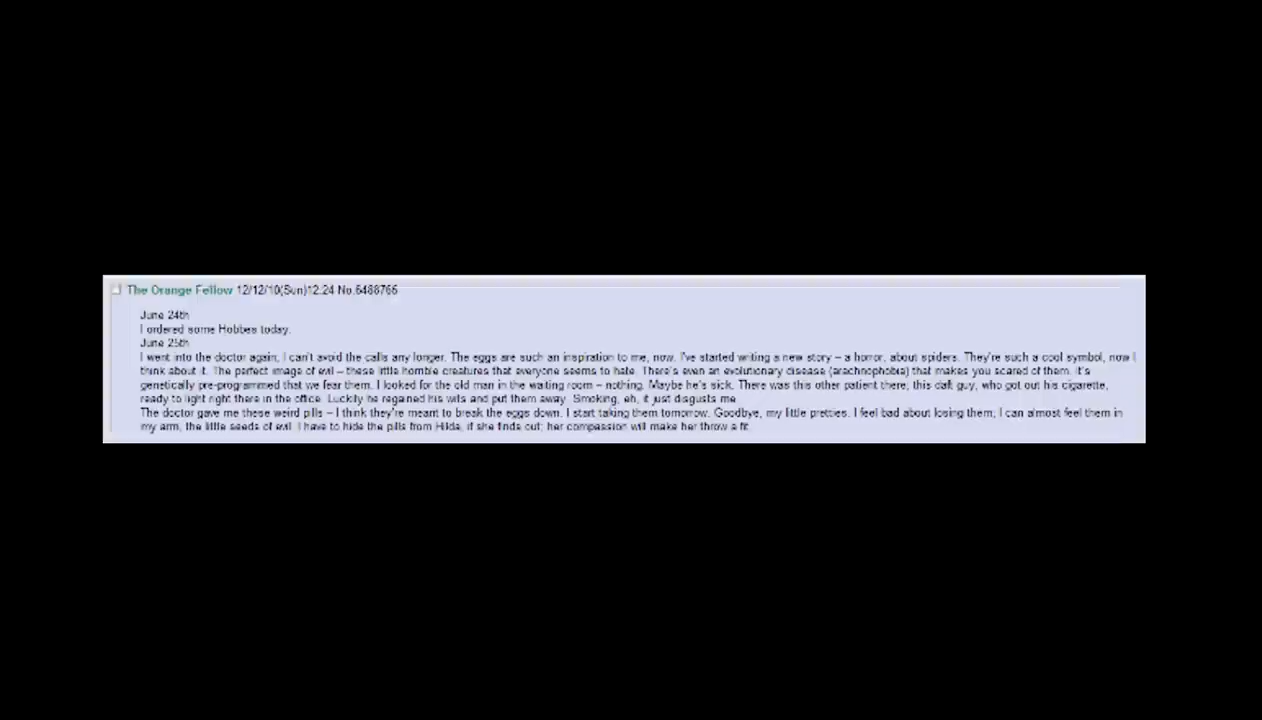 The Orange Fellow 12/12/10(Sun)12:24 No.6488766
June 24th
I ordered some Hobbes today.
June 25th
I went into the doctor again, I can't avoid the calls any longer. The eggs are such an inspiration to me, now. I've started writing a new story – a horror, about spiders. They're such a cool symbol, now I
think about it. The perfect image of evil – these little horrible creatures that everyone seems to hate. There's even an evolutionary disease (arachnophobia) that makes you scared of them, it's
genetically pre-programmed that we fear them. I looked for the old man in the waiting room – nothing. Maybe he's sick. There was this other patient there, this daft guy, who got out his cigarette,
ready to light right there in the office. Luckily he regained his wits and put them away. Smoking, eh, it just disgusts me.
The doctor gave me these weird pills – I think they're meant to break the eggs down. I start taking them tomorrow. Goodbye, my little pretties. I feel bad about losing them; I can almost feel them in
my arm, the little seeds of evil. I have to hide the pills from Hilda, if she finds out; her compassion will make her throw a fit.